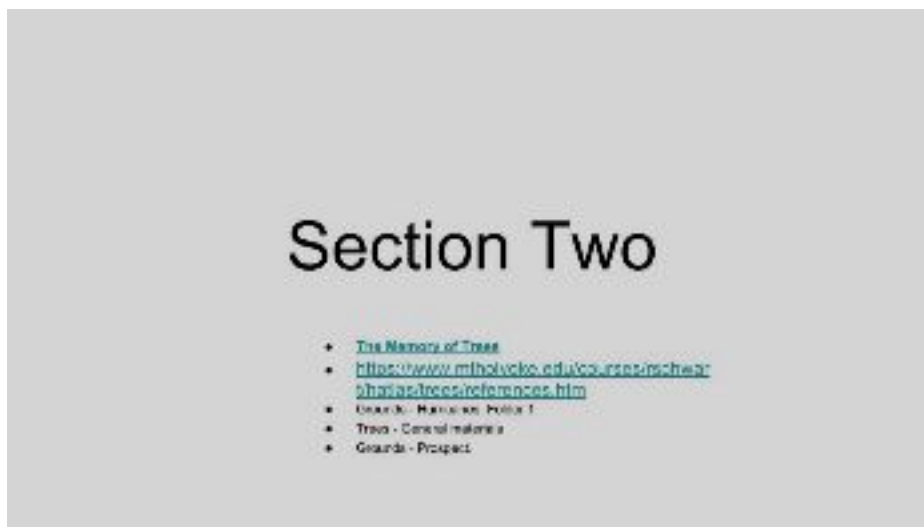 Section Two
The Memory of Trees
https://www.mtholyoke.edu/courses/rschwar
t/hatlas/trees/references.htm
Grounds - Hurricanes, Folder 1
Trees - General materials
Grounds - Prospect